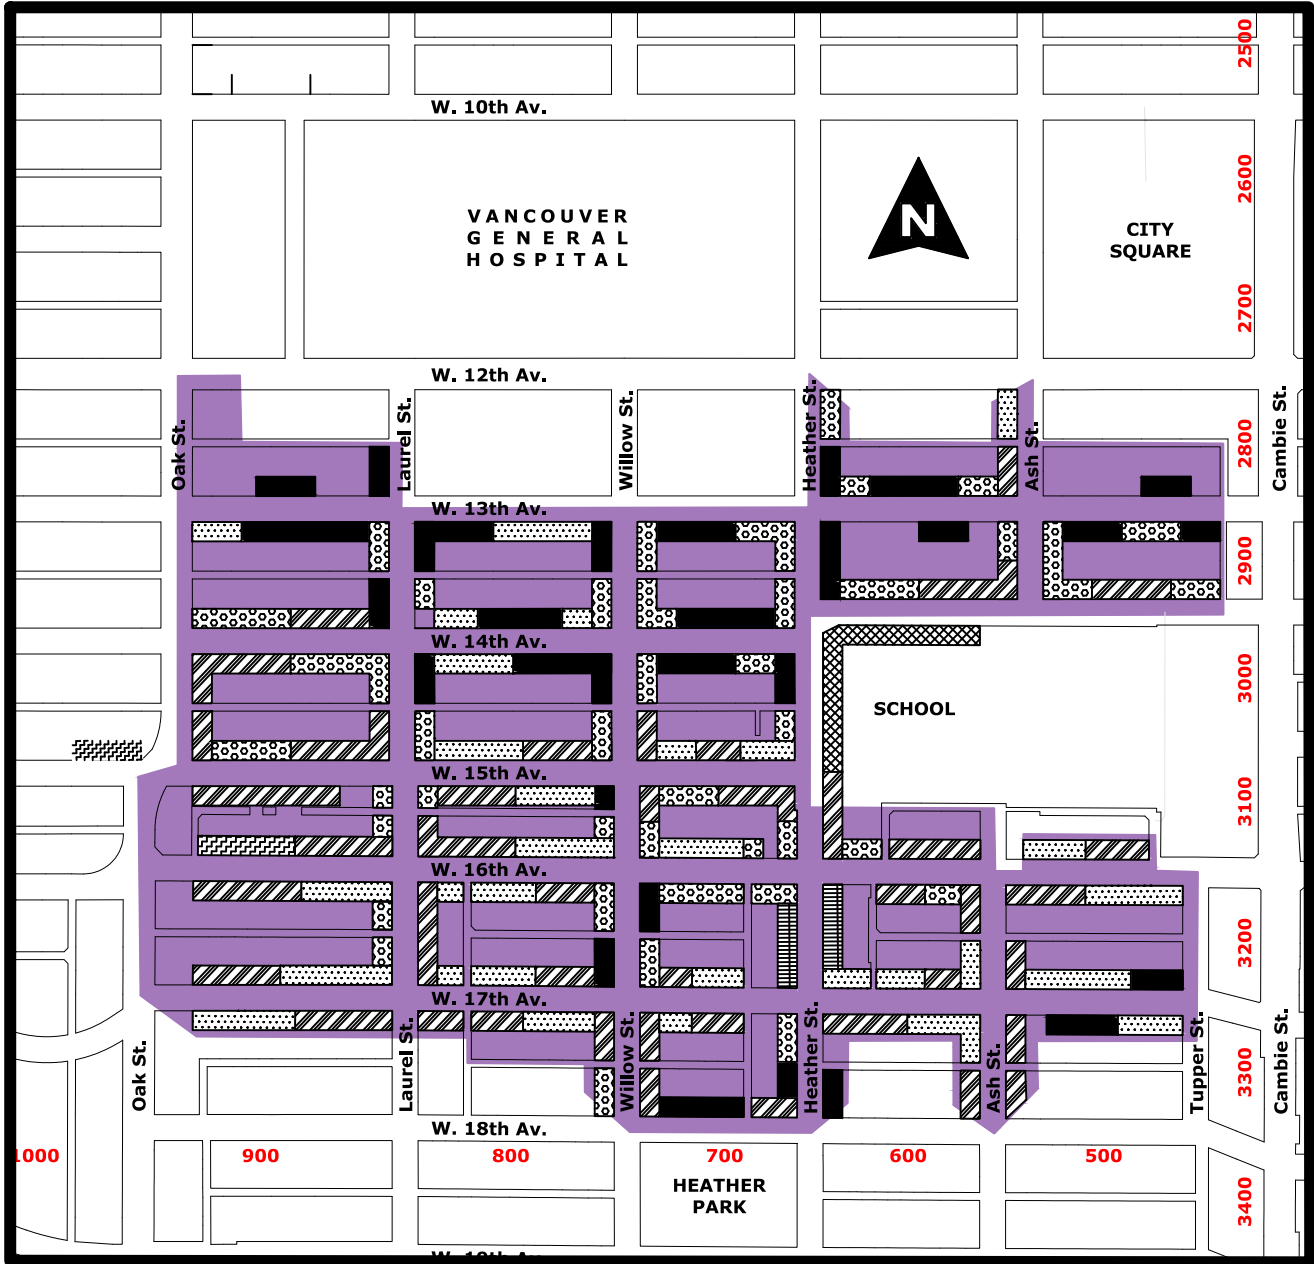 2500
W. 10th Av.
2600
N
VANCOUVER
GENERAL
HOSPITAL
CITY
SQUARE
2700
W. 12th Av.
Oak St.
Laurel St.
Willow St.
Heather St.
Ash St.
2800
Cambie St.
W. 13th Av.
2900
W. 14th Av.
3000
SCHOOL
W. 15th Av.
3100
W. 16th Av.
3200
W. 17th Av.
Oak St.
Laurel St.
Willow St.
Heather St.
Ash St.
Tupper St.
3300
Cambie St.
W. 18th Av.
1000
900
800
700
600
500
HEATHER
PARK
3400